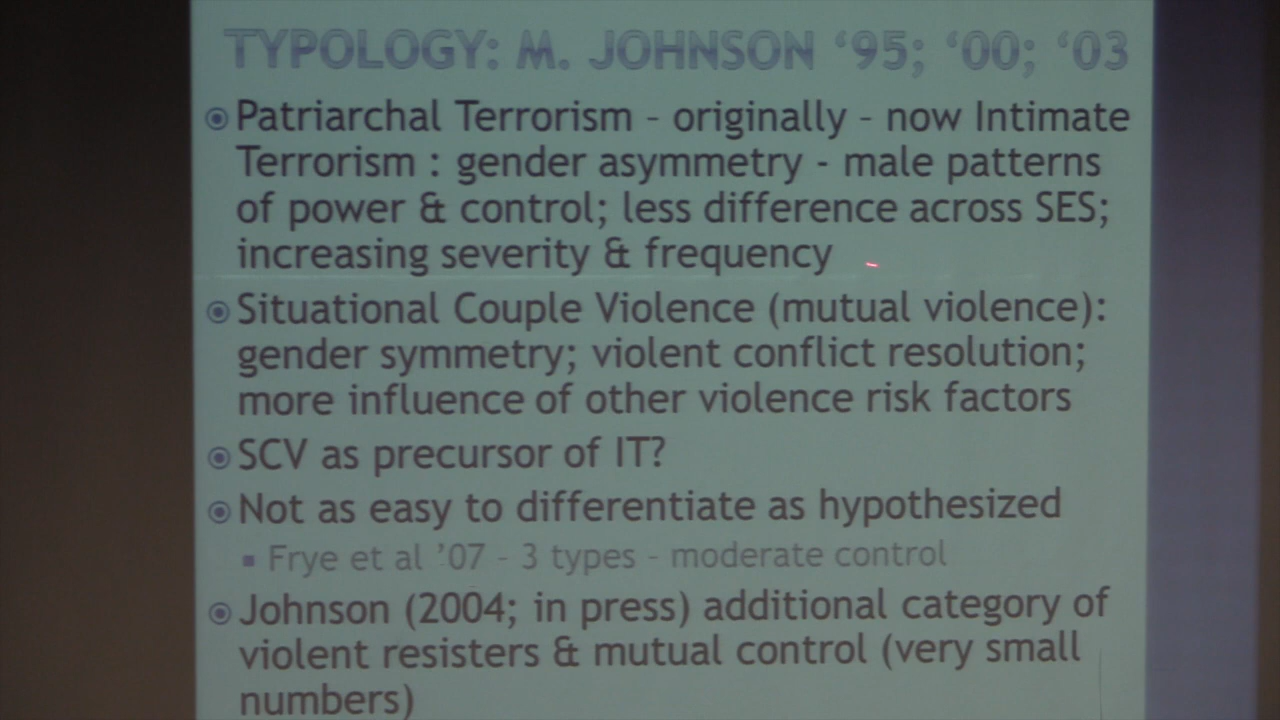 TYPOLOGY: M. JOHNSON ‘95; ‘00; ‘03
Patriarchal Terrorism – originally – now Intimate
Terrorism : gender asymmetry - male patterns
of power & control; less difference across SES;
increasing severity & frequency
Situational Couple Violence (mutual violence):
gender symmetry; violent conflict resolution;
more influence of other violence risk factors
SCV as precursor of IT?
Not as easy to differentiate as hypothesized
Frye et al ’07 – 3 types – moderate control
Johnson (2004; in press) additional category of
violent resisters & mutual control (very small
numbers)